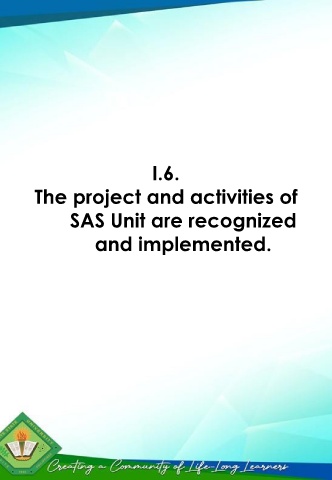 I.6.
The project and activities of
SAS Unit are recognized
and implemented.
Creating a Community of Life-Long Learners